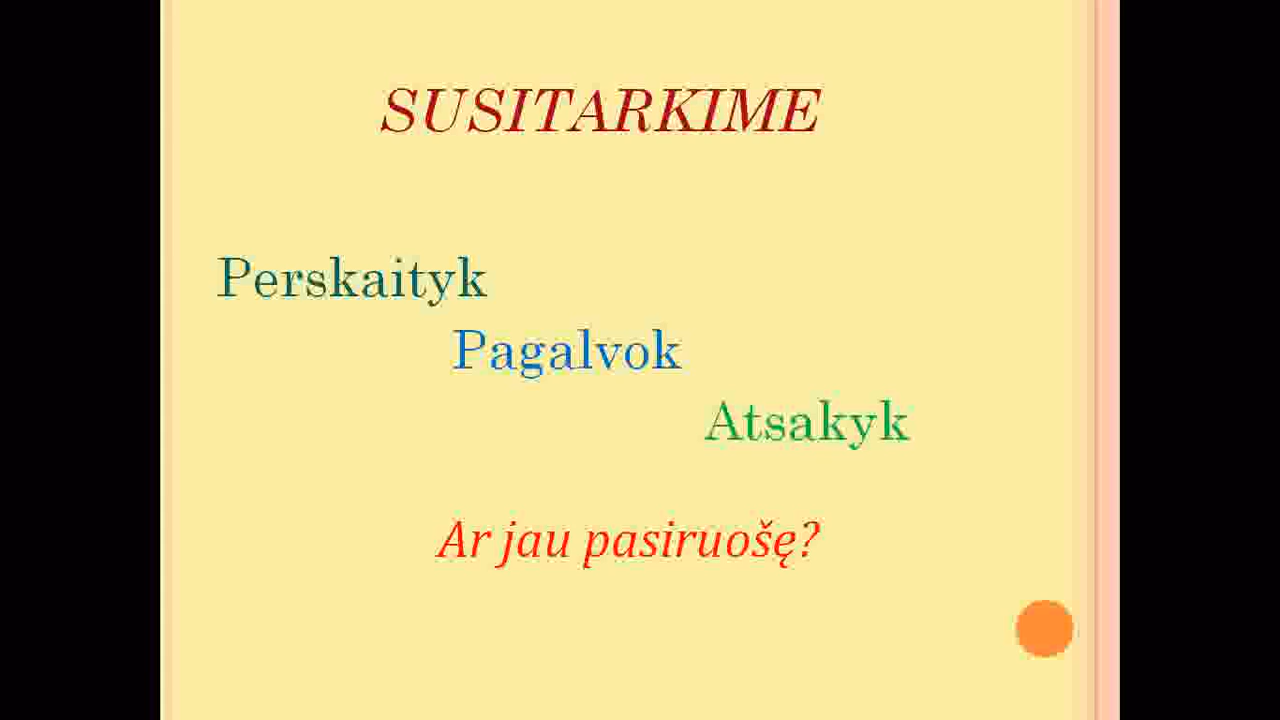 SUSITARKIME
Perskaityk
Pagalvok
Atsakyk
Ar jau pasiruošę?